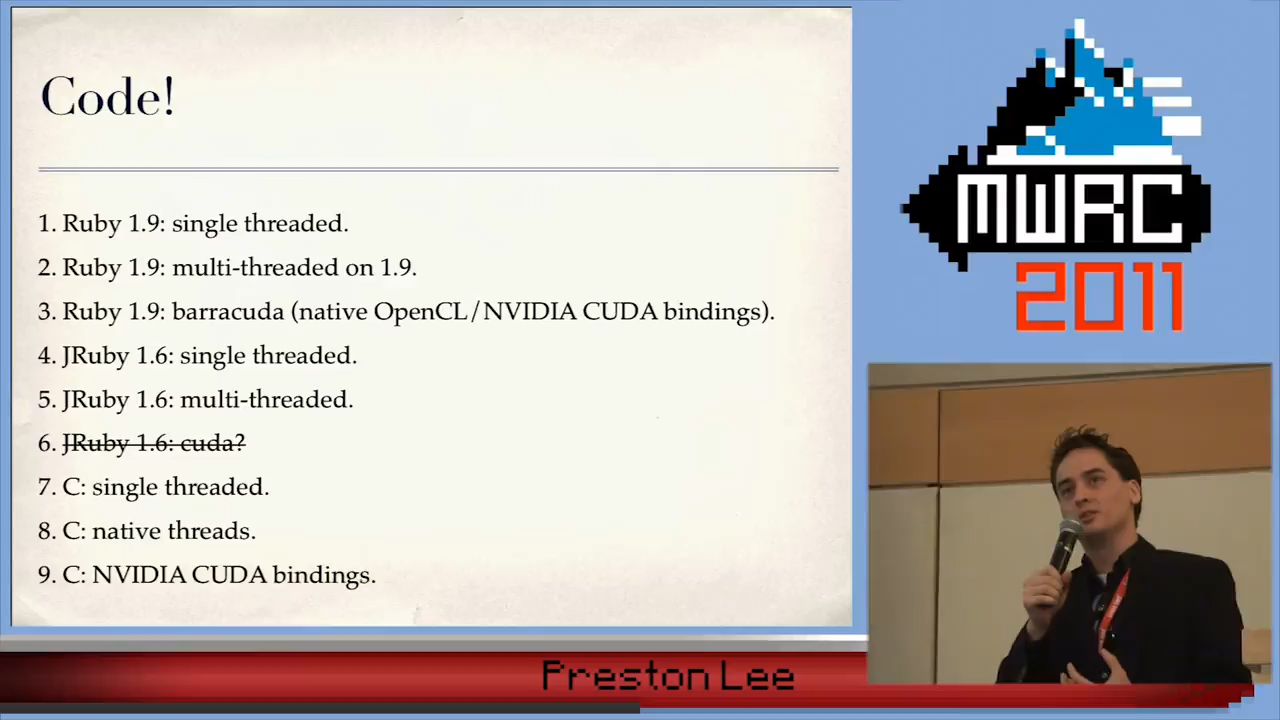 Code!
1. Ruby 1.9: single threaded.
2. Ruby 1.9: multi-threaded on 1.9.
3. Ruby 1.9: barracuda (native OpenCL/NVIDIA CUDA bindings).
4. JRuby 1.6: single threaded.
5. JRuby 1.6: multi-threaded.
6. JRuby 1.6: cuda?
7. C: single threaded.
8. C: native threads.
9. C: NVIDIA CUDA bindings.
MWRC
2011
Preston Lee